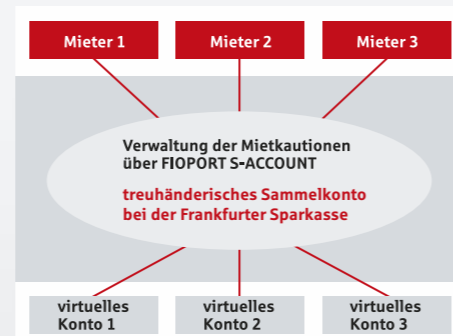 Mieter 1
Mieter 2
Mieter 3
Verwaltung der Mietkautionen
über FIOPORT S-ACCOUNT
treuhänderisches Sammelkonto
bei der Frankfurter Sparkasse
virtuelles
Konto 1
virtuelles
Konto 2
virtuelles
Konto 3